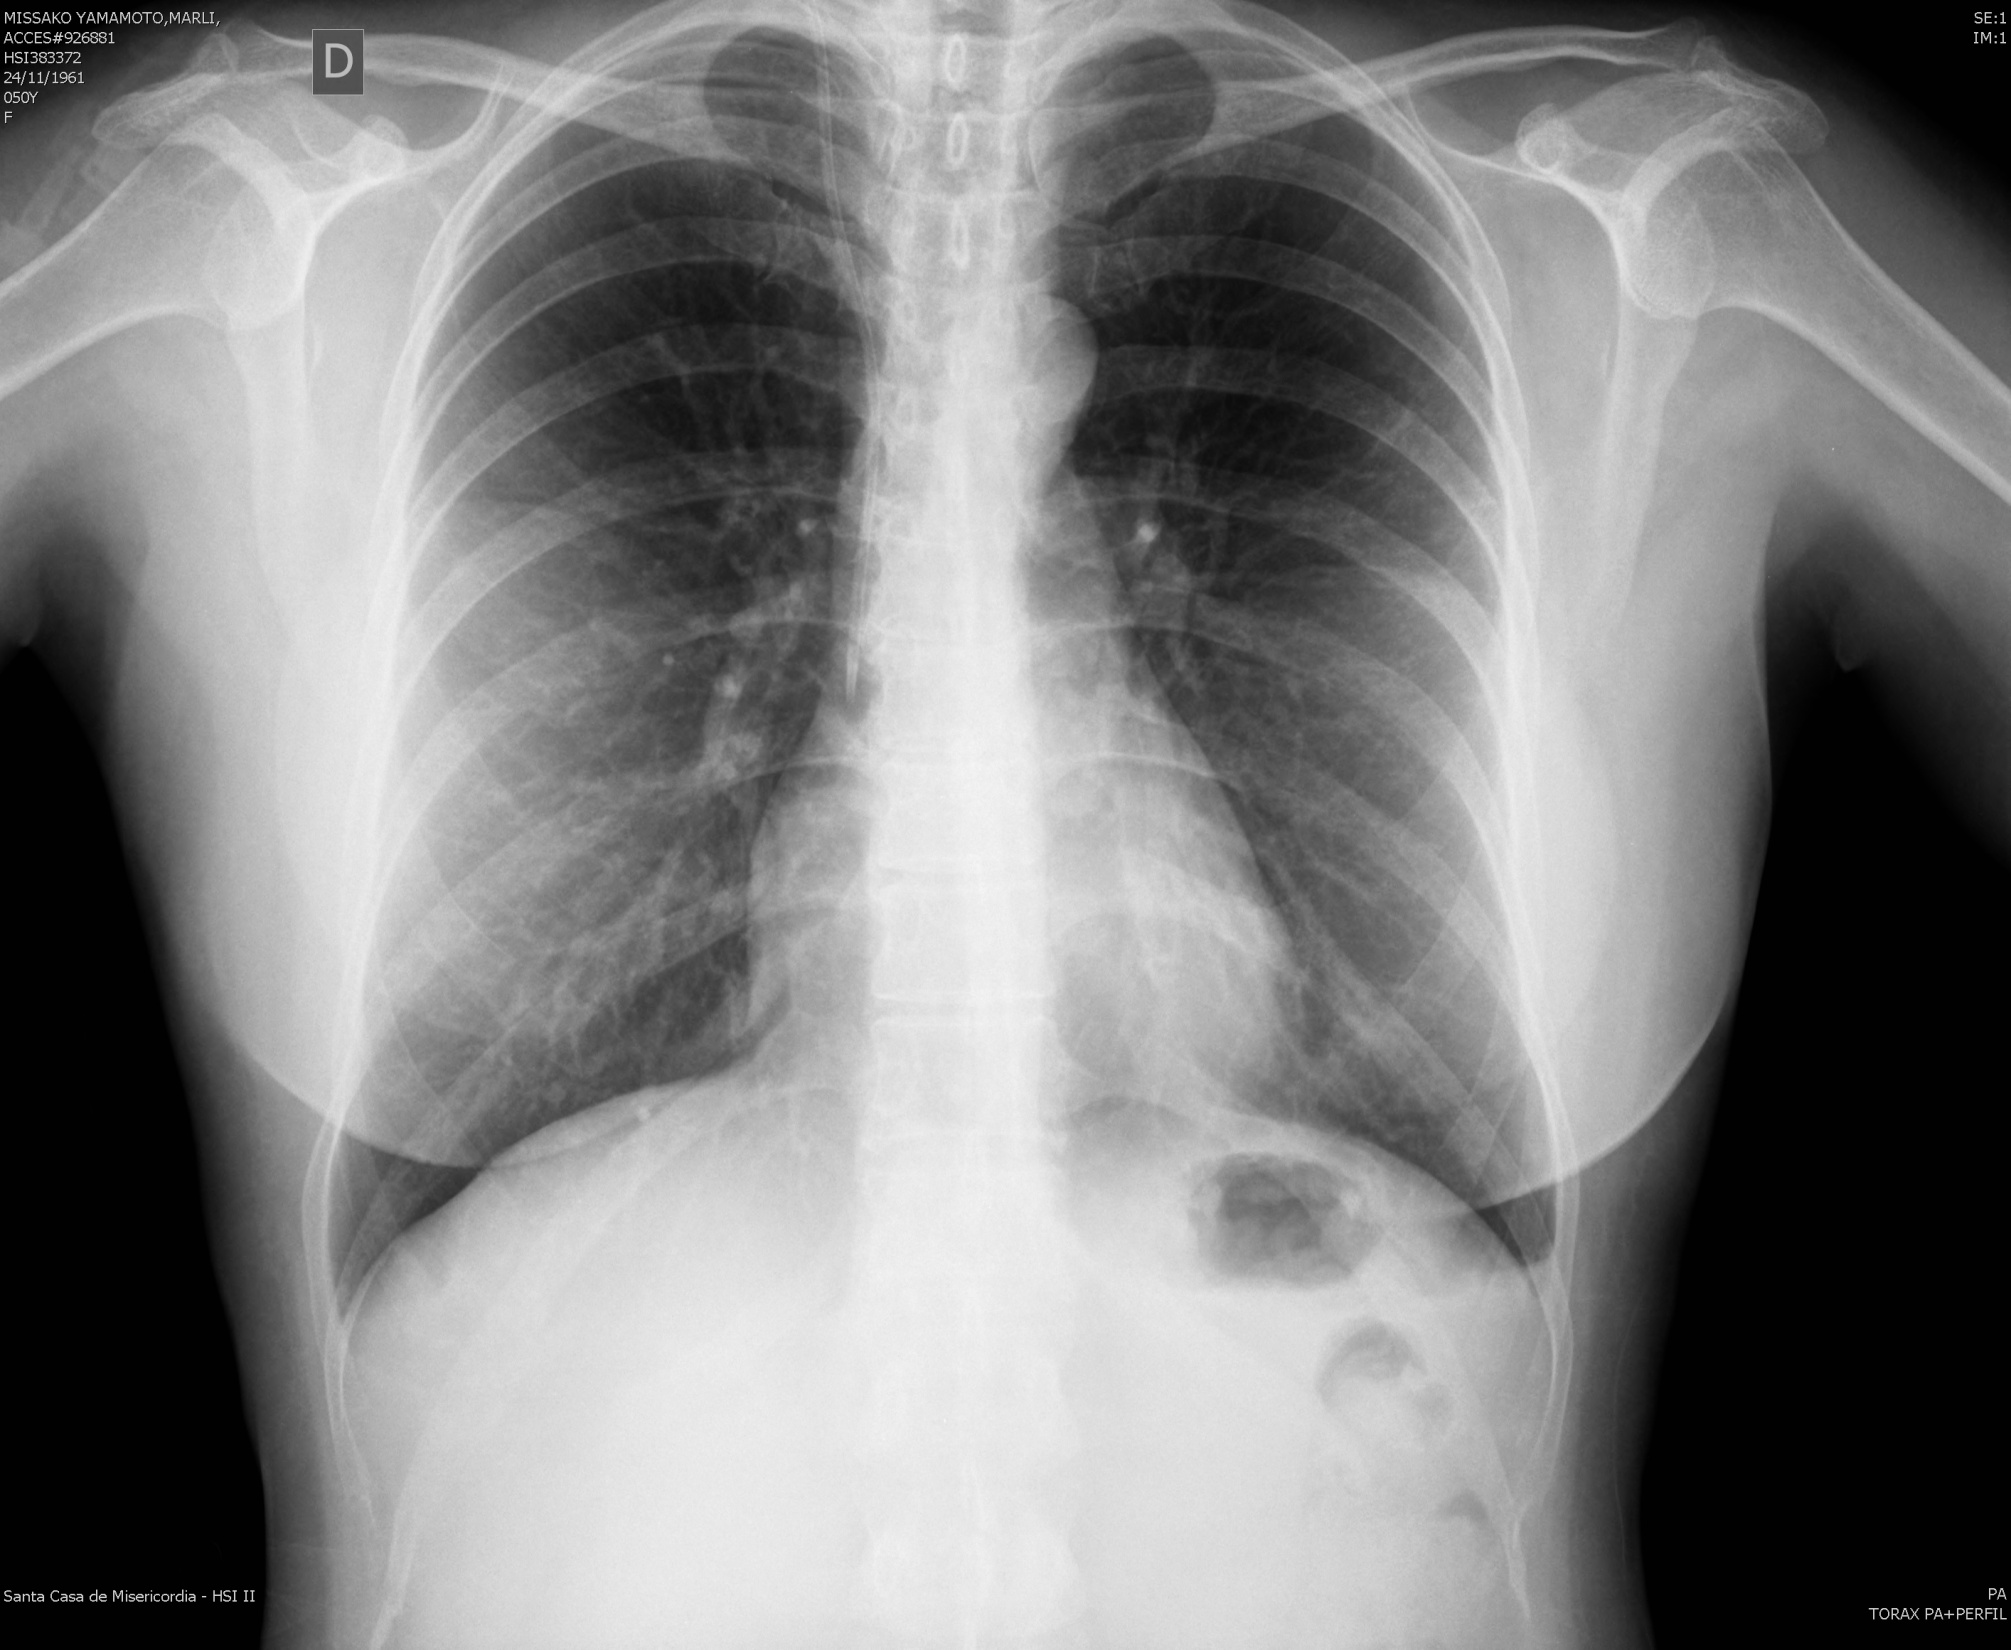 MISSAKO YAMAMOTO,MARLI,
ACCES#926881
HSI383372
24/11/1961
050Y
F
D
SE:1
IM:1
Santa Casa de Misericordia - HSI II
PA
TORAX PA+PERFIL